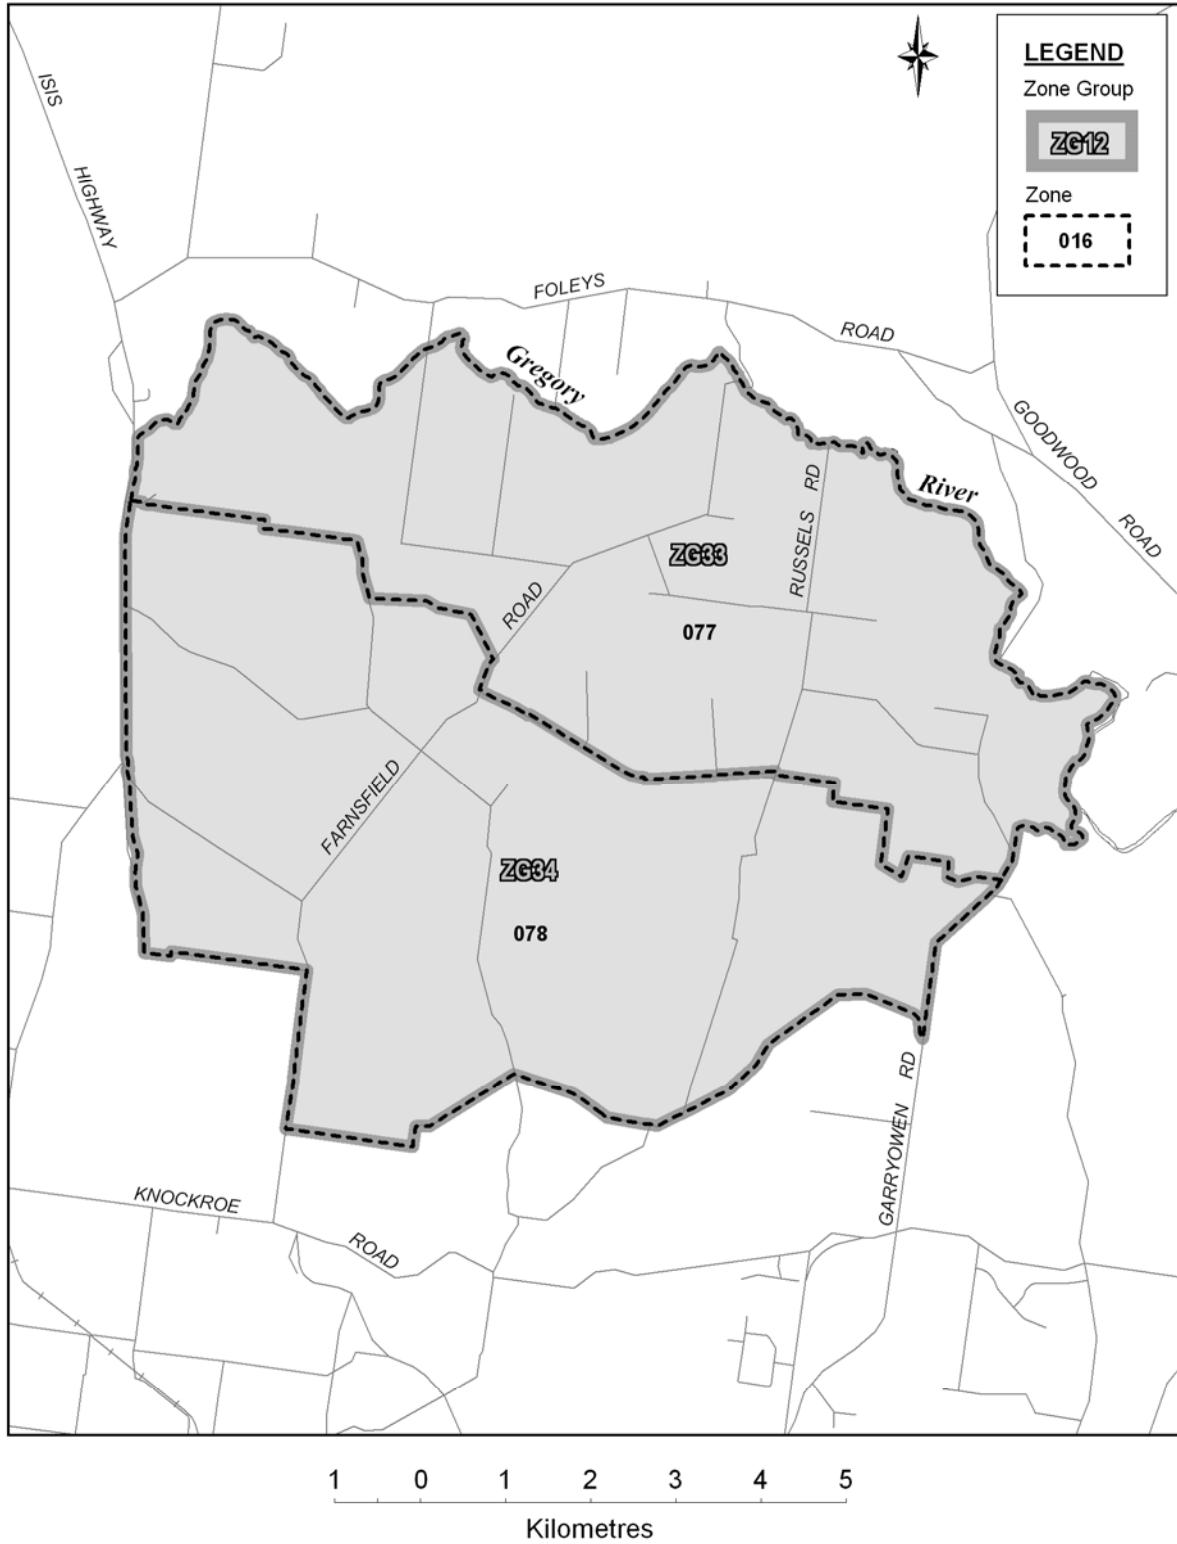 LEGEND
Zone Group
ZG12
Zone
016
ISIS
HIGHWAY
FOLEYS
ROAD
Gregory
River
GOODWOOD
ROAD
RUSSELS RD
ZG33
077
ROAD
FARNSFIELD
ZG34
078
GARRYOWEN RD
KNOCKROE
ROAD
1 0 1 2 3 4 5
Kilometres